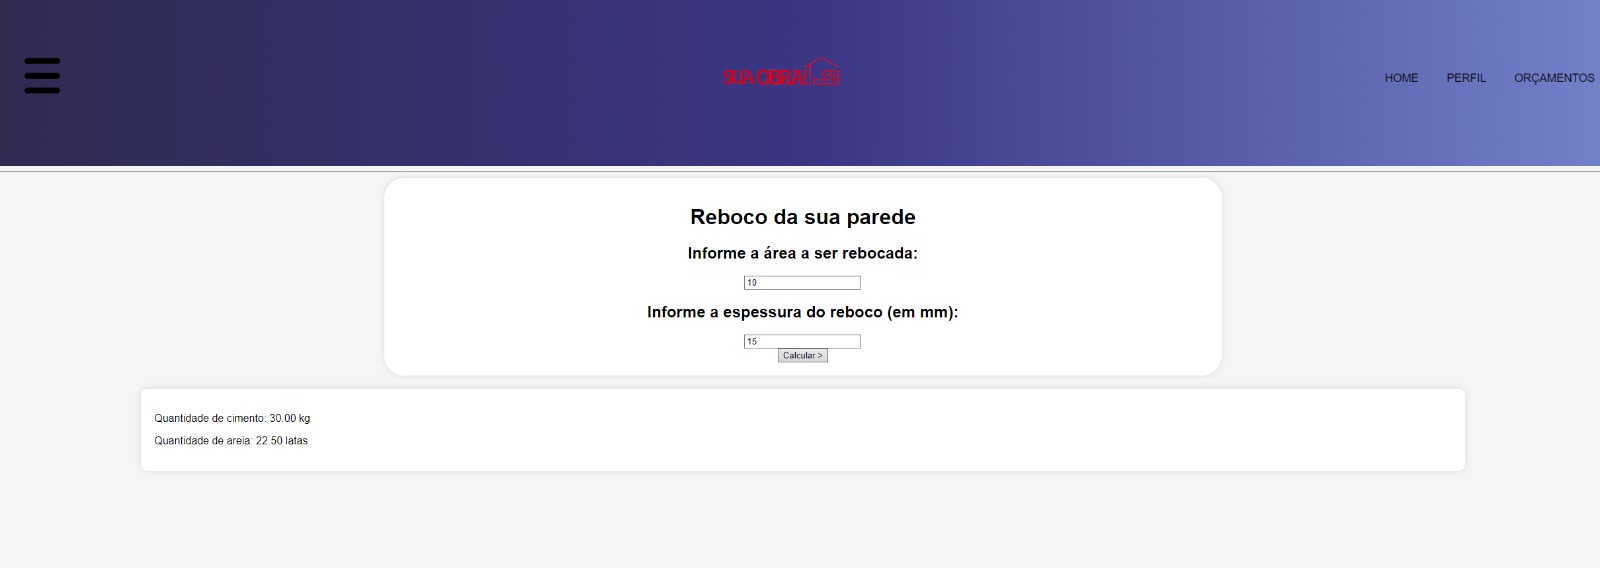 SUA OBRA
HOME PERFIL ORÇAMENTOS
Reboco da sua parede
Informe a área a ser rebocada:
10
Informe a espessura do reboco (em mm):
15
Calcular >
Quantidade de cimento: 30.00 kg
Quantidade de areia: 22.50 latas